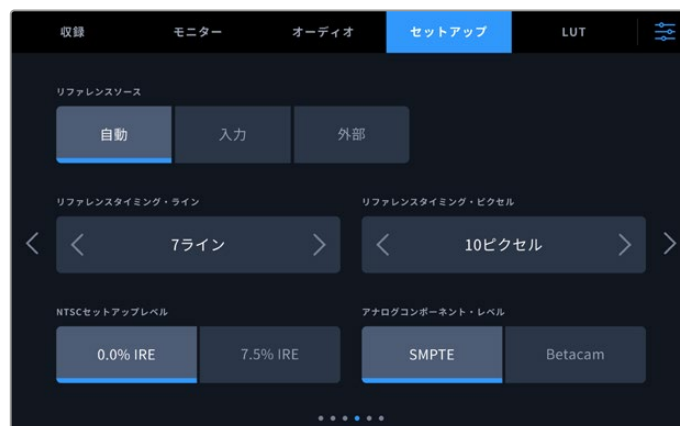 収録 モニター オーディオ セットアップ LUT
リファレンスソース
自動 入力 外部
リファレンスタイミング・ライン リファレンスタイミング・ピクセル
7ライン 10ピクセル
NTSCセットアップレベル アナログコンポーネント・レベル
0.0% IRE 7.5% IRE SMPTE Betacam